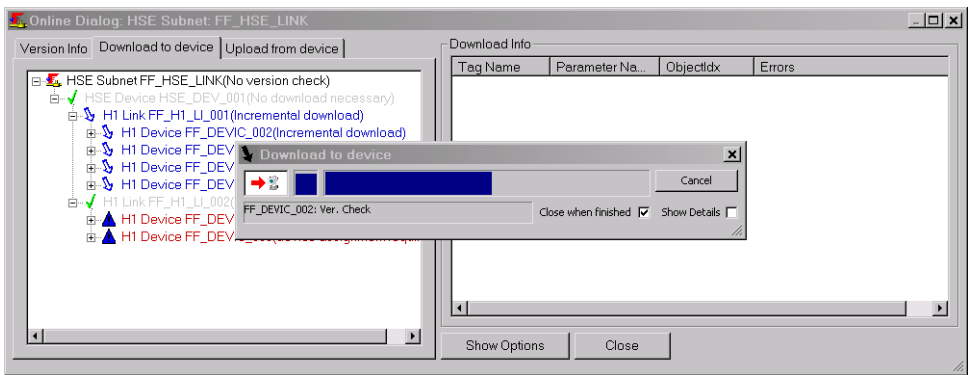 Online Dialog: HSE Subnet: FF_HSE_LINK
Version Info
Download to device
Upload from device
HSE Subnet FF_HSE_LINK(No version check)
HSE Device HSE_DEV_001(No download necessary)
H1 Link FF_H1_LI_001(Incremental download)
H1 Device FF_DEVIC_002(Incremental download)
H1 Device FF_DEV
H1 Device FF_DEV
H1 Device FF_DEV
H1 Link FF_H1_LI_002(
H1 Device FF_DEV
H1 Device FF_DEV
Download Info
Tag Name
Parameter Na...
ObjectIdx
Errors
Download to device
Cancel
FF_DEVIC_002: Ver. Check
Close when finished
Show Details
Show Options
Close